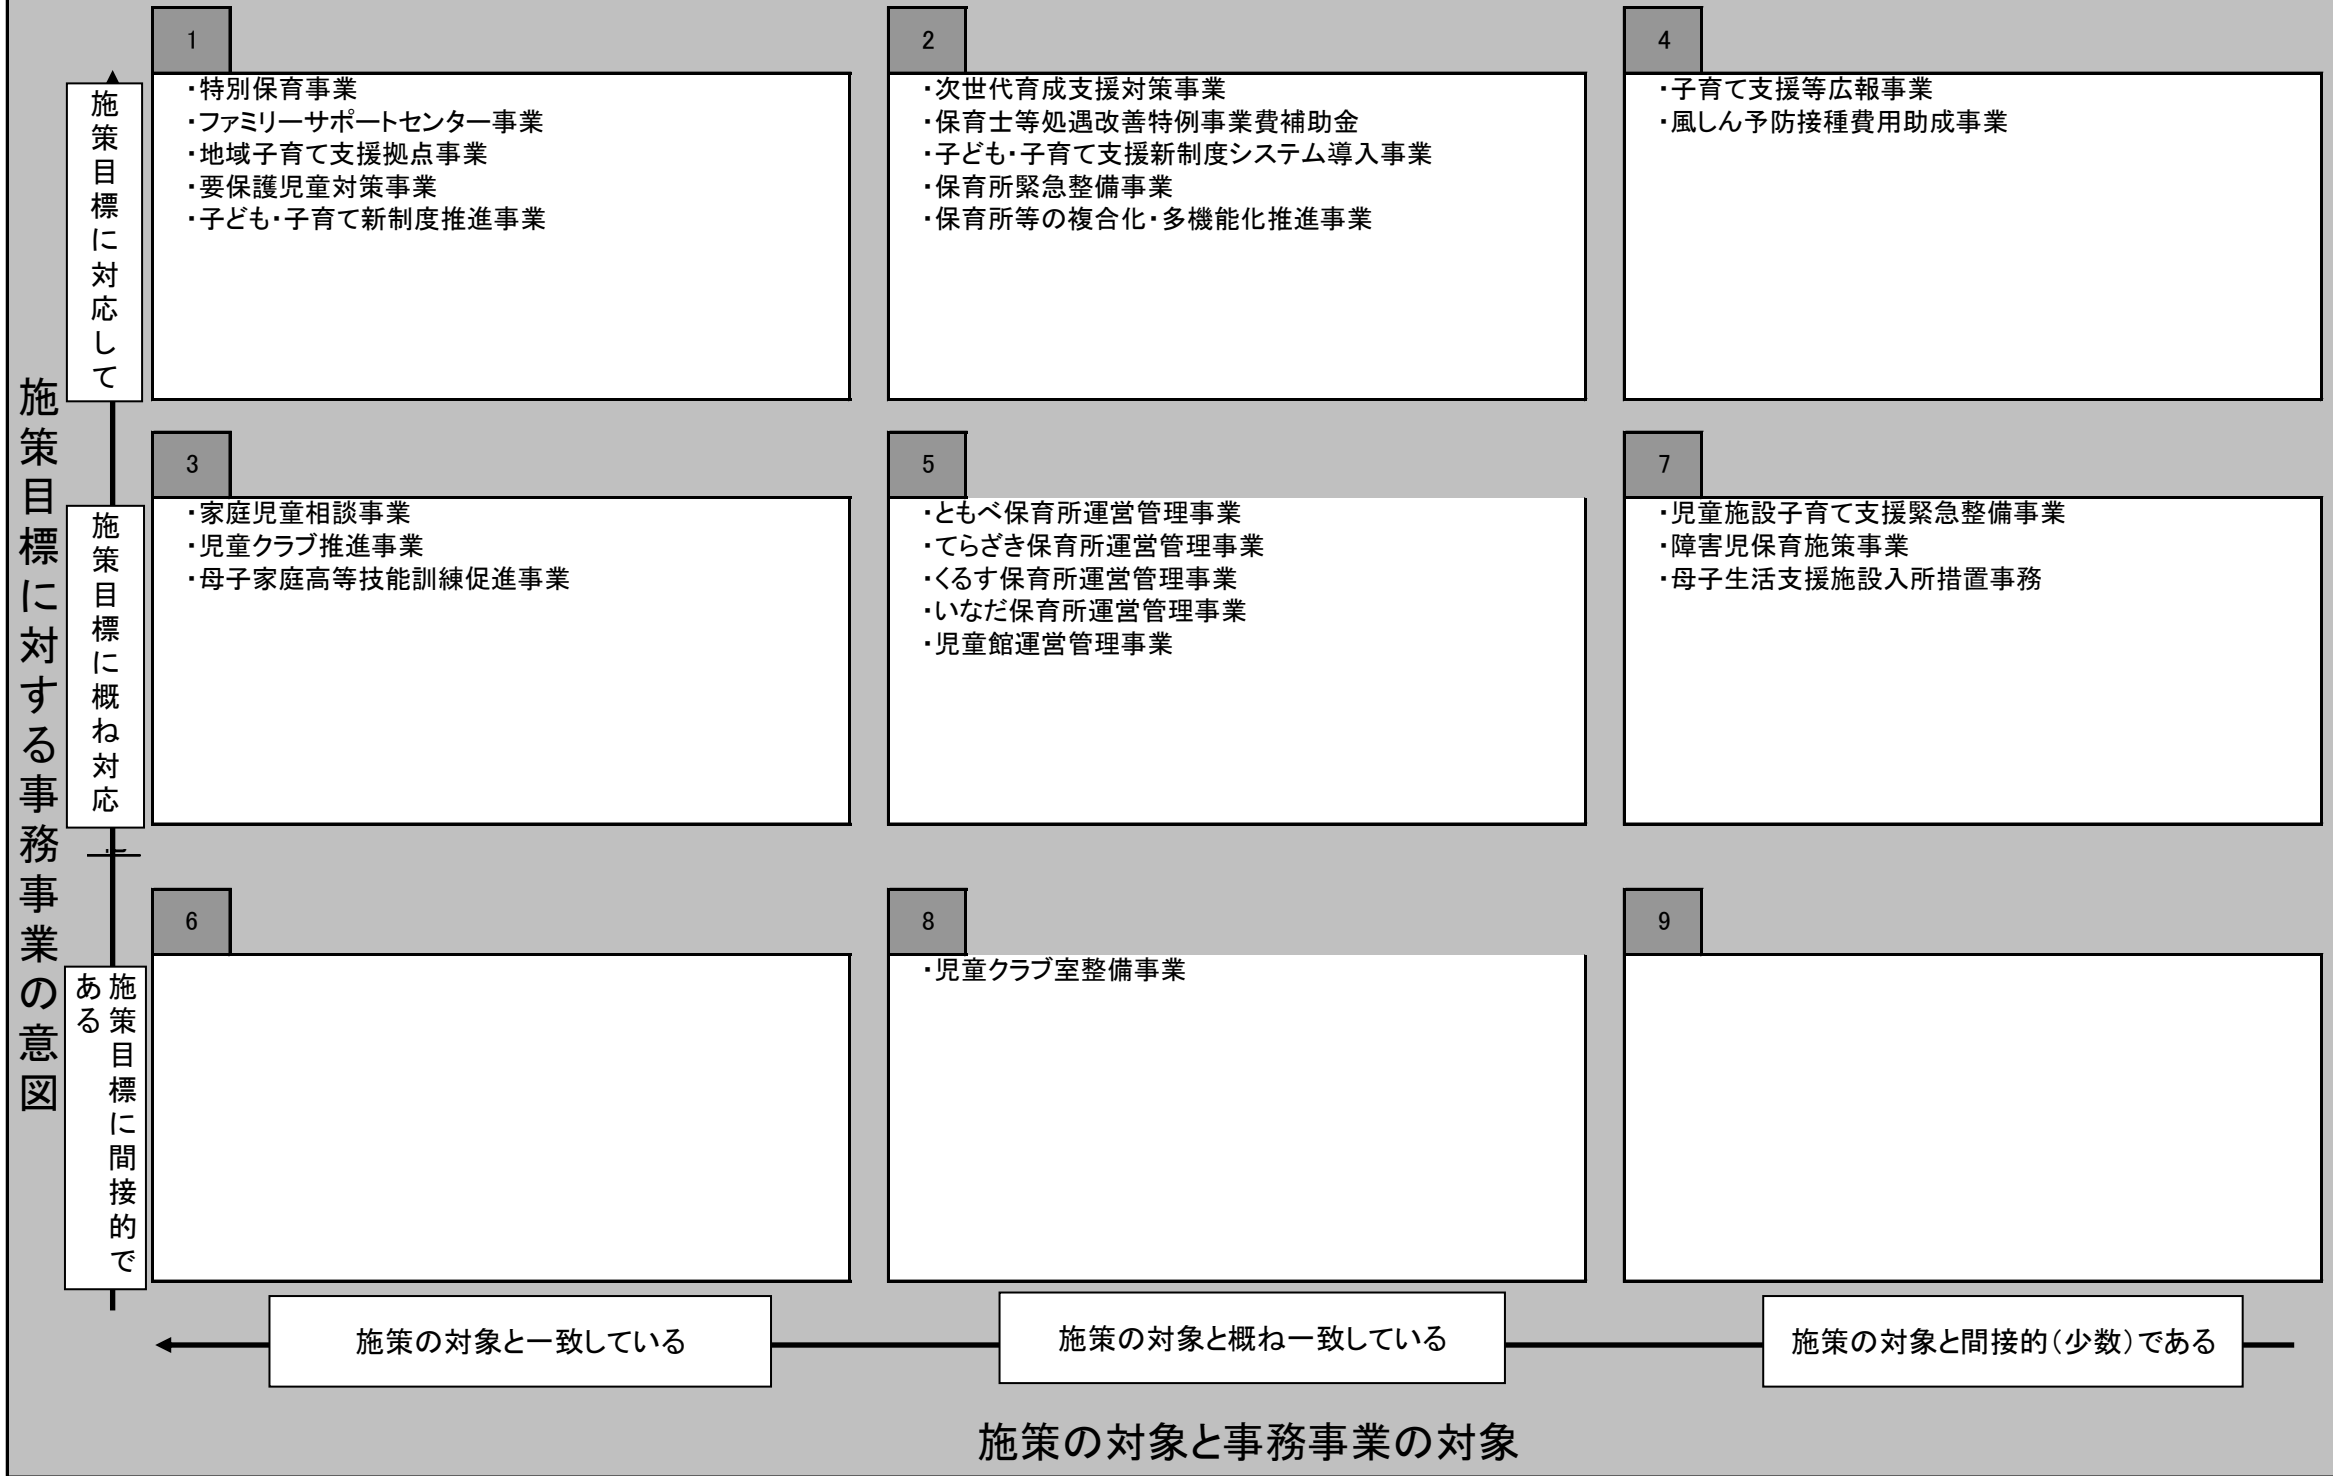 施策目標に対する事務事業の意図
施策目標に対応して
1
・特別保育事業
・ファミリーサポートセンター事業
・地域子育て支援拠点事業
・要保護児童対策事業
・子ども・子育て新制度推進事業
2
・次世代育成支援対策事業
・保育士等処遇改善特例事業費補助金
・子ども・子育て支援新制度システム導入事業
・保育所緊急整備事業
・保育所等の複合化・多機能化推進事業
4
・子育て支援等広報事業
・風しん予防接種費用助成事業
施策目標に概ね対応
3
・家庭児童相談事業
・児童クラブ推進事業
・母子家庭高等技能訓練促進事業
5
・ともべ保育所運営管理事業
・てらざき保育所運営管理事業
・くるす保育所運営管理事業
・いなだ保育所運営管理事業
・児童館運営管理事業
7
・児童施設子育て支援緊急整備事業
・障害児保育施策事業
・母子生活支援施設入所措置事務
施策目標に間接的で
ある
6
8
・児童クラブ室整備事業
9
施策の対象と一致している
施策の対象と概ね一致している
施策の対象と間接的（少数）である
施策の対象と事務事業の対象